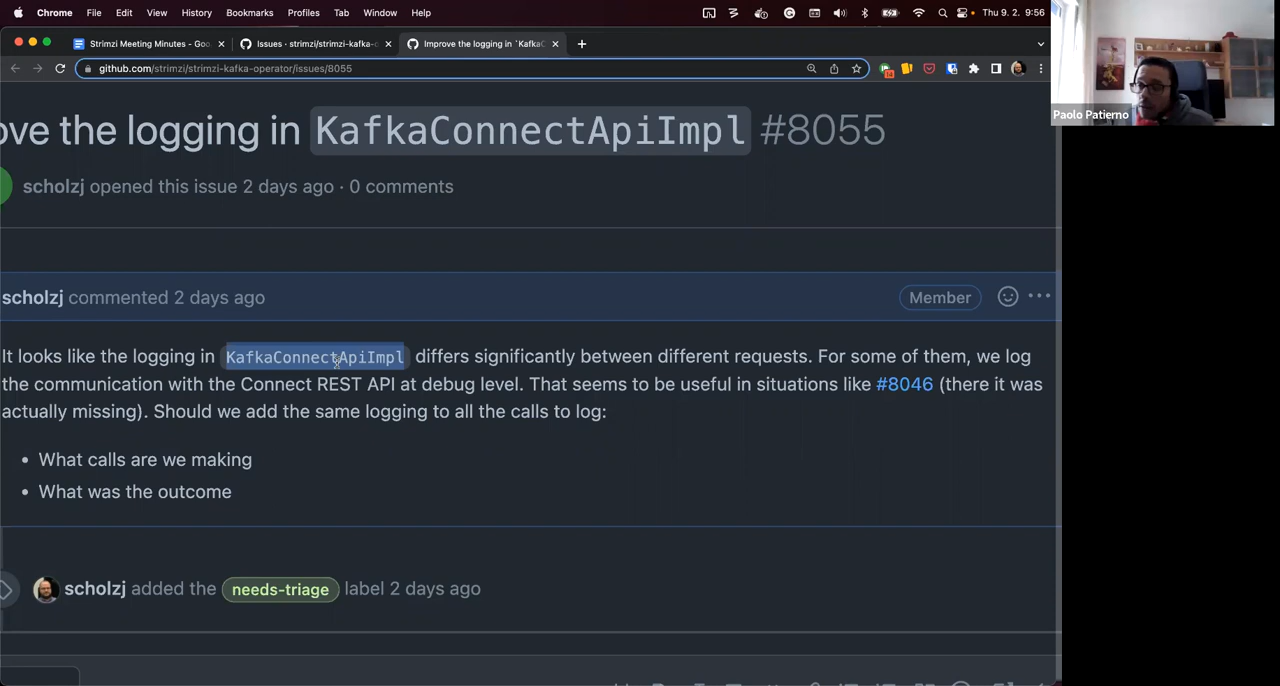 Chrome File Edit View History Bookmarks Profiles Tab Window Help Thu 9. 2. 9:56
Strimzi Meeting Minutes - Goo Issues · strimzi/strimzi-kafka-o Improve the logging in `KafkaC
github.com/strimzi/strimzi-kafka-operator/issues/8055
Paolo Patierno
ove the logging in KafkaConnectApiImpl #8055
scholzj opened this issue 2 days ago · 0 comments
scholzj commented 2 days ago Member
It looks like the logging in KafkaConnectApiImpl differs significantly between different requests. For some of them, we log
the communication with the Connect REST API at debug level. That seems to be useful in situations like #8046 (there it was
actually missing). Should we add the same logging to all the calls to log:
• What calls are we making
• What was the outcome
scholzj added the needs-triage label 2 days ago